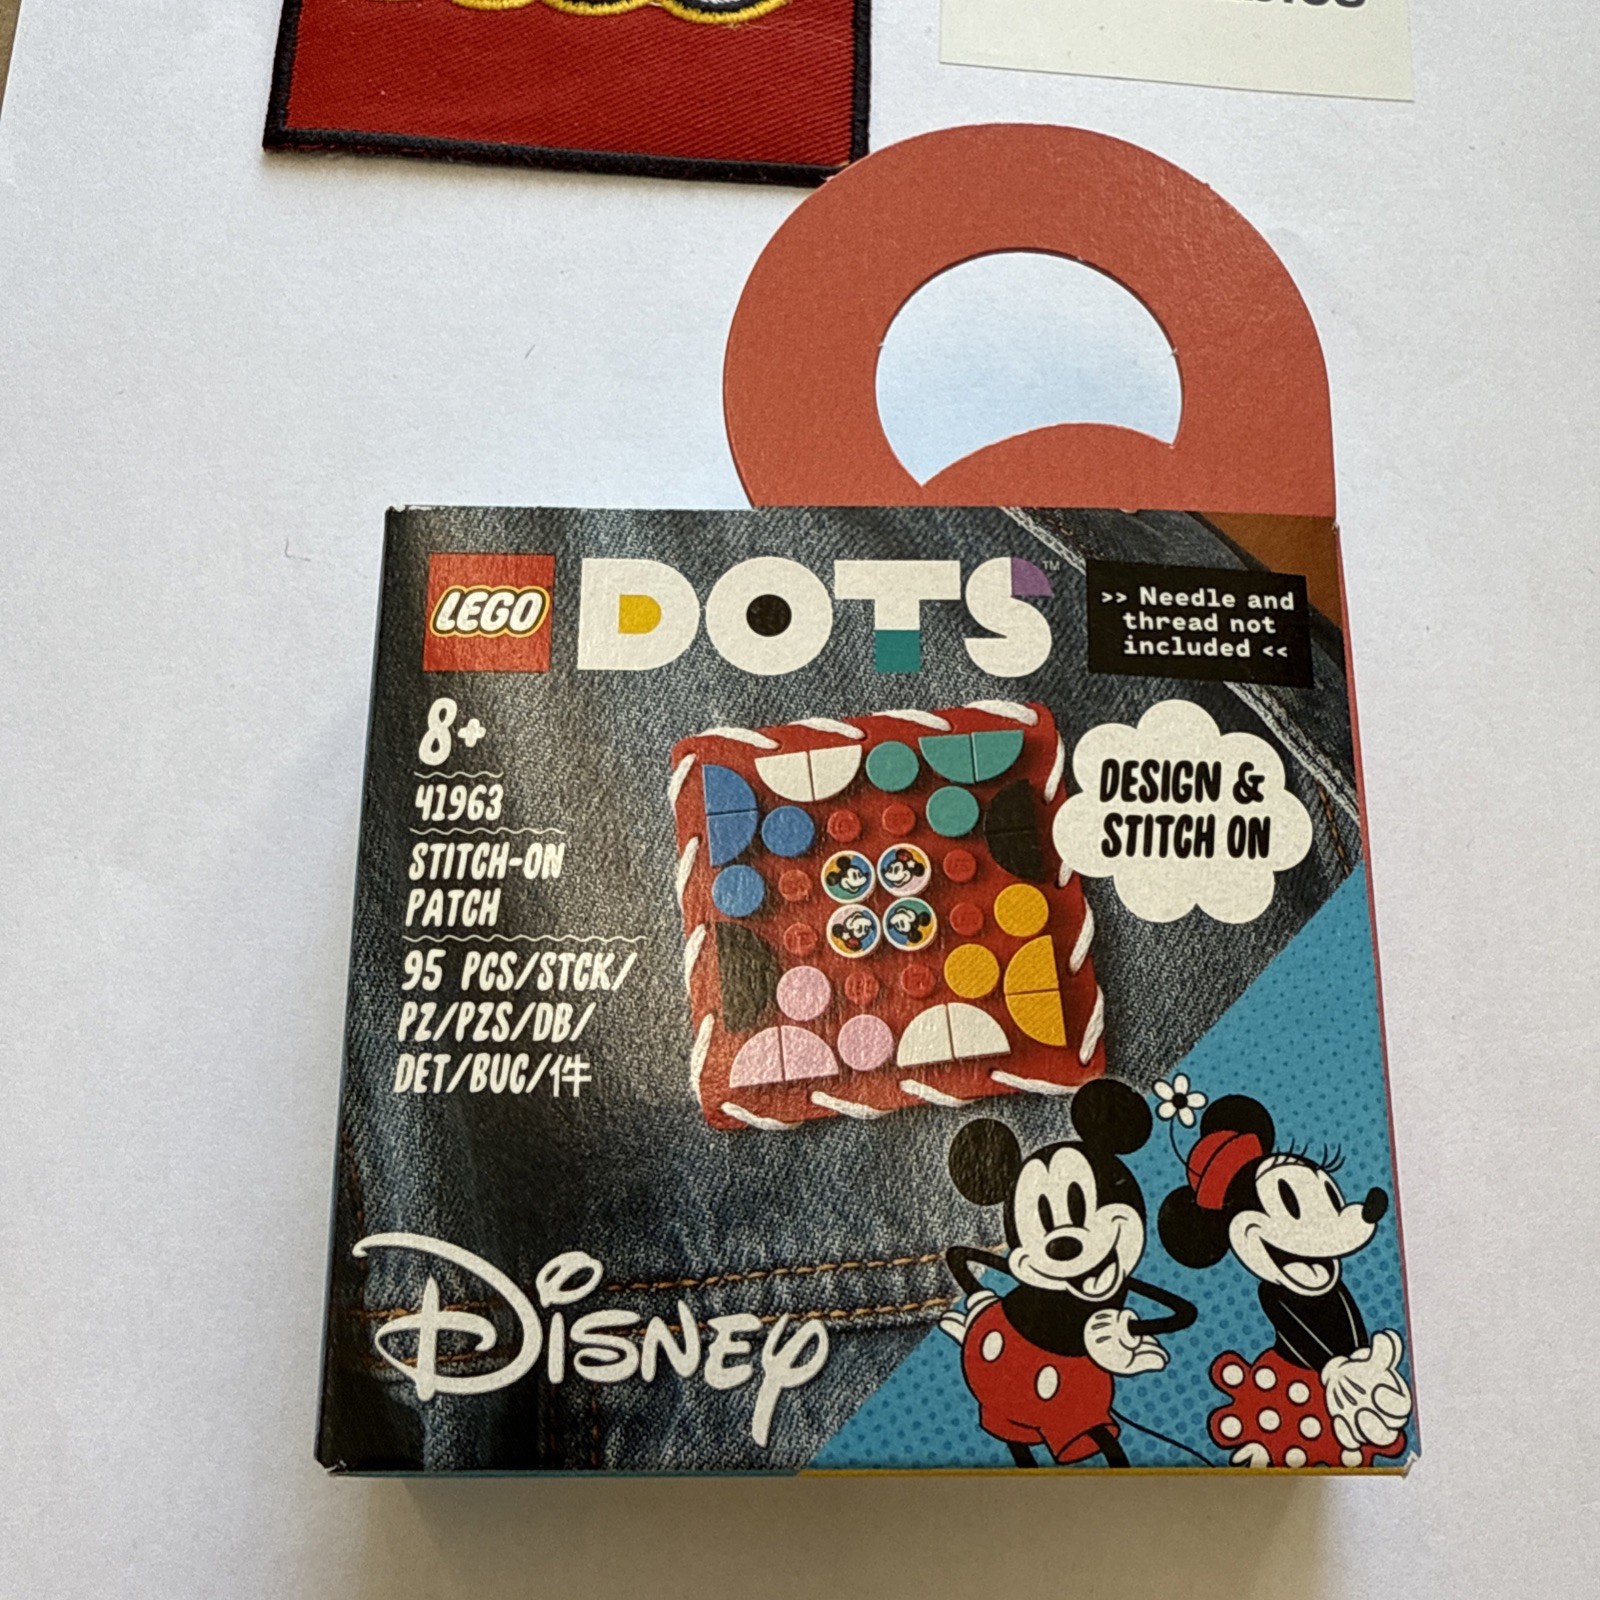 LEGO DOTS™
>> Needle and
thread not
included <<
8+
41963
STITCH-ON
PATCH
95 PCS/STCK/
PZ/PZS/DB/
DET/BUC/件
DESIGN &
STITCH ON
Disney